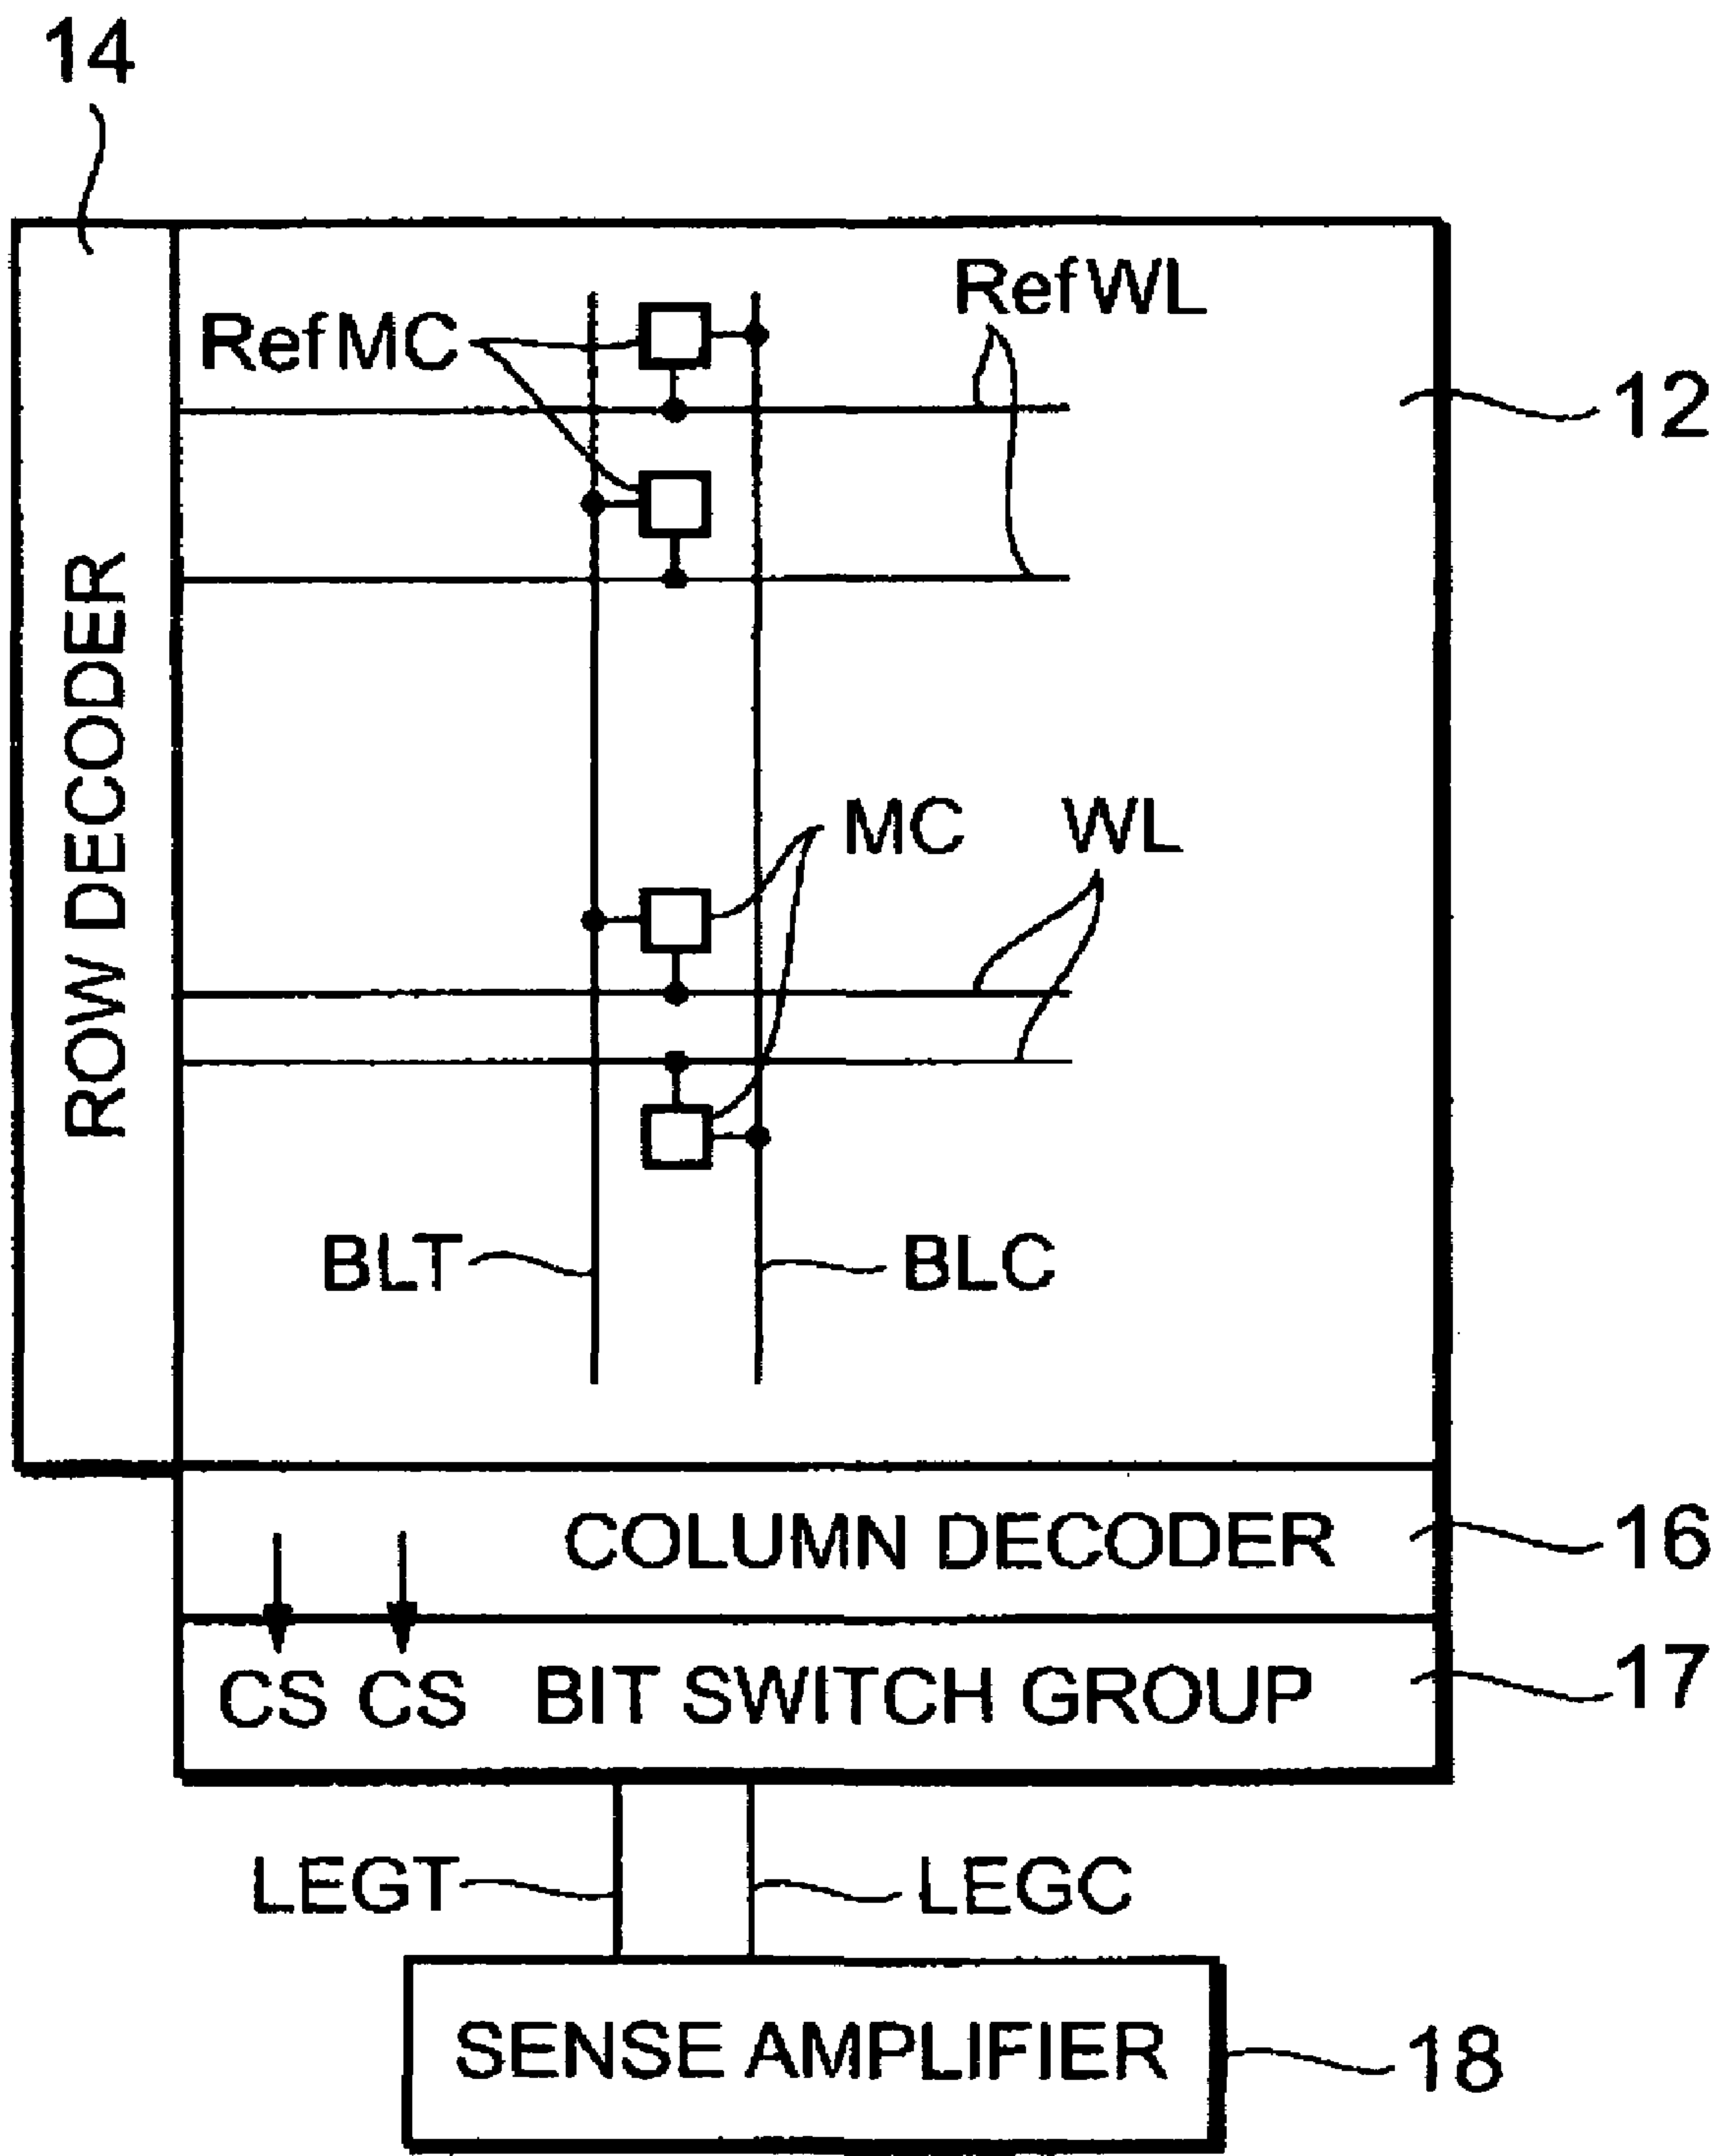 14
RefWL
RefMC
12
ROW DECODER
MC WL
BLT BLC
COLUMN DECODER 16
CS CS BIT SWITCH GROUP 17
LEGT LEGC
SENSE AMPLIFIER 18